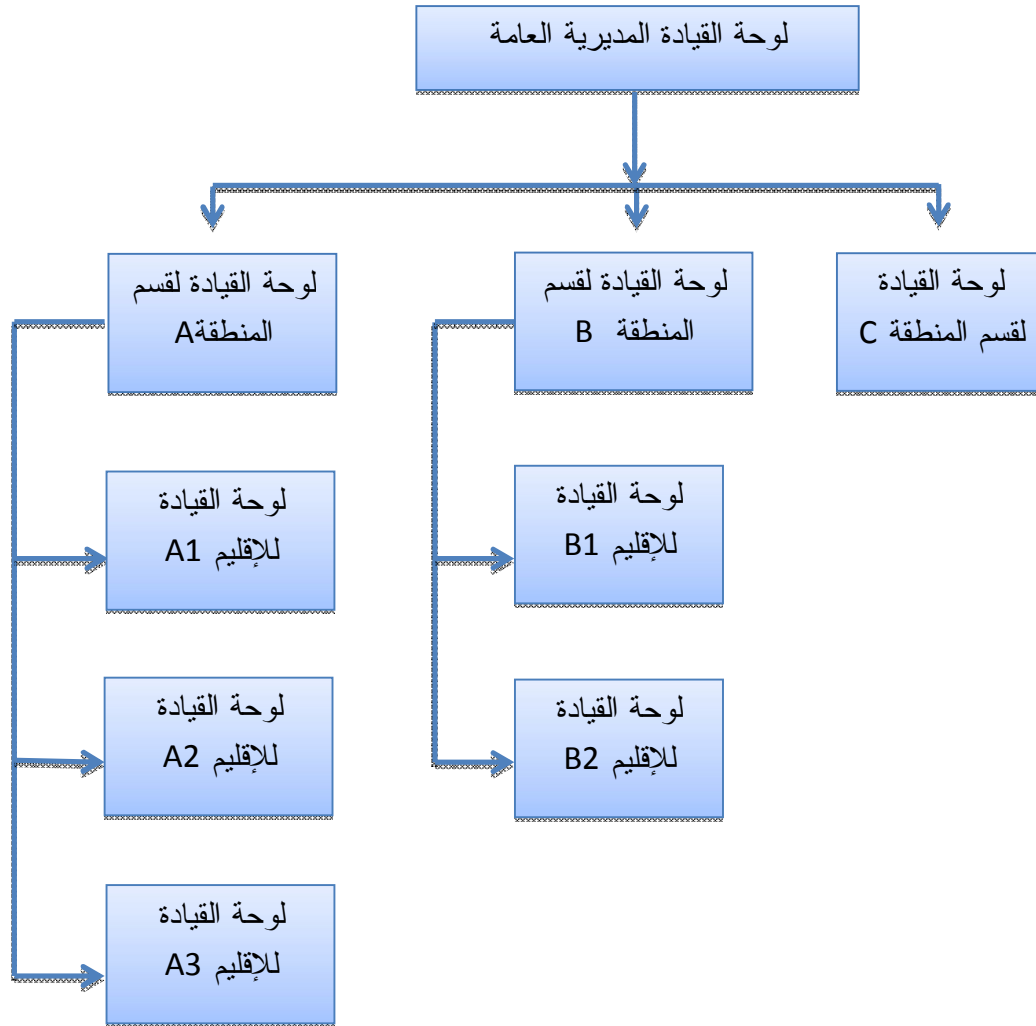 لوحة القيادة المديرية العامة
لوحة القيادة لقسم
المنطقةA
لوحة القيادة لقسم
المنطقة B
لوحة القيادة
لقسم المنطقة C
لوحة القيادة
للإقليم A1
لوحة القيادة
للإقليم B1
لوحة القيادة
للإقليم A2
لوحة القيادة
للإقليم B2
لوحة القيادة
للإقليم A3